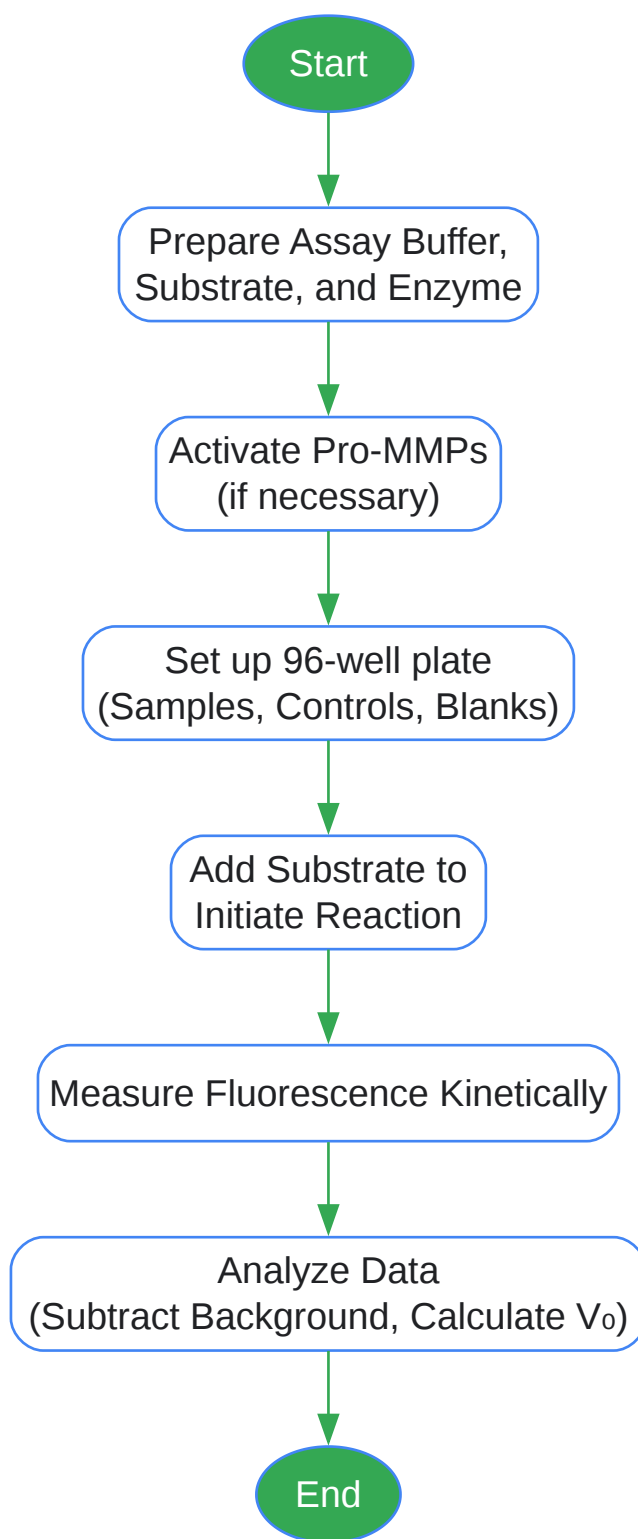 Start
Prepare Assay Buffer,
Substrate, and Enzyme
Activate Pro-MMPs
(if necessary)
Set up 96-well plate
(Samples, Controls, Blanks)
Add Substrate to
Initiate Reaction
Measure Fluorescence Kinetically
Analyze Data
(Subtract Background, Calculate V₀)
End